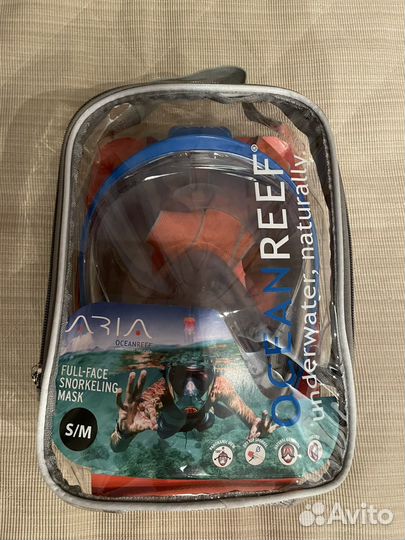 OCEANREEF®
underwater, naturally
ARIA
OCEANREEF
FULL-FACE
SNORKELING
MASK
S/M
Avito